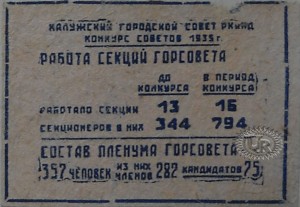 КАЛУЖСКИЙ ГОРОДСКОЙ СОВЕТ РКИКД
КОНКУРС СОВЕТОВ 1935 г.
РАБОТА СЕКЦИЙ ГОРСОВЕТА
ДО КОНКУРСА
В ПЕРИОД КОНКУРСА
РАБОТАЛО СЕКЦИИ 13 16
СЕКЦИОНЕРОВ В НИХ 344 794
СОСТАВ ПЛЕНУМА ГОРСОВЕТА
357 ЧЕЛОВЕК ИЗ НИХ ЧЛЕНОВ 282 КАНДИДАТОВ 75